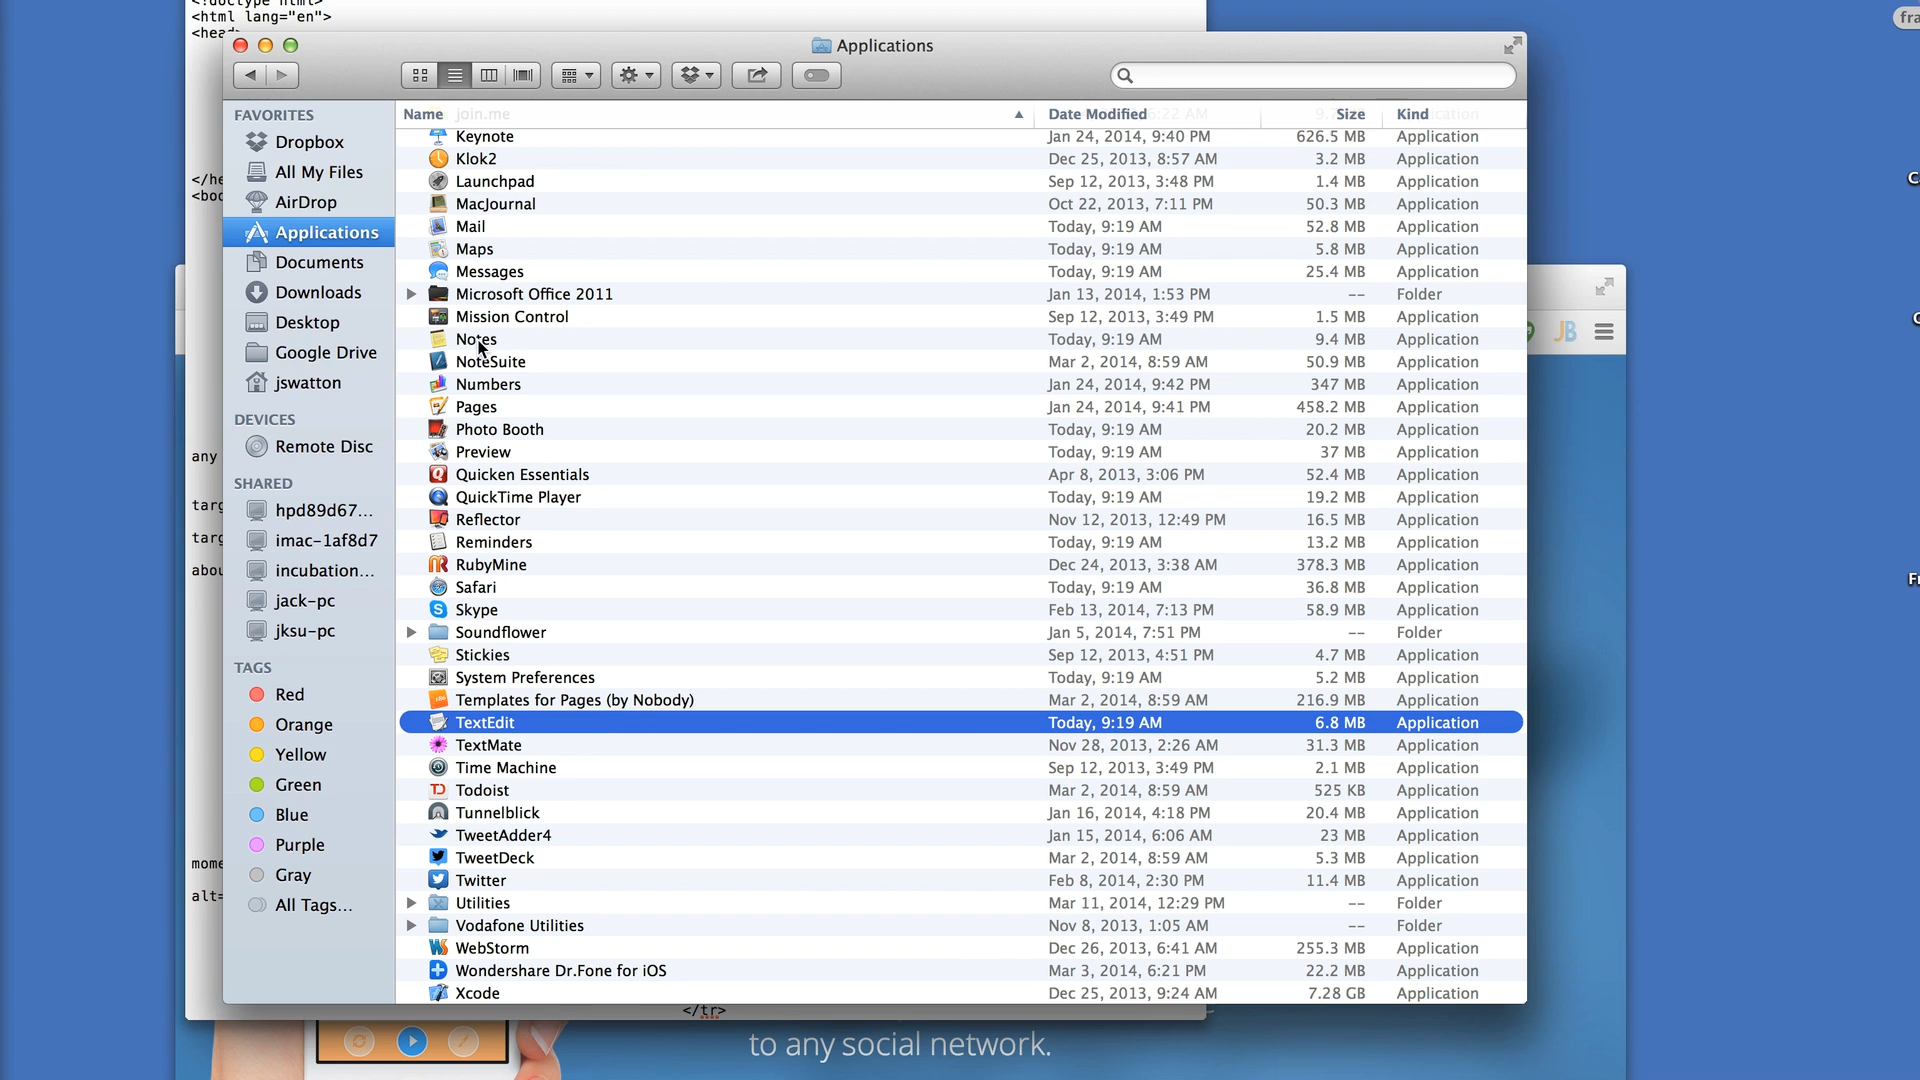 <!doctype html>
<html lang="en">
<head
fra
Applications
</he
<boc
any
targ
targ
abou
mome
alt=
FAVORITES
Dropbox
All My Files
AirDrop
Applications
Documents
Downloads
Desktop
Google Drive
jswatton
DEVICES
Remote Disc
SHARED
hpd89d67...
imac-1af8d7
incubation...
jack-pc
jksu-pc
TAGS
Red
Orange
Yellow
Green
Blue
Purple
Gray
All Tags...
Name join.me Date Modified 6:22 AM Size Kind
Keynote Jan 24, 2014, 9:40 PM 626.5 MB Application
Klok2 Dec 25, 2013, 8:57 AM 3.2 MB Application
Launchpad Sep 12, 2013, 3:48 PM 1.4 MB Application
MacJournal Oct 22, 2013, 7:11 PM 50.3 MB Application
Mail Today, 9:19 AM 52.8 MB Application
Maps Today, 9:19 AM 5.8 MB Application
Messages Today, 9:19 AM 25.4 MB Application
Microsoft Office 2011 Jan 13, 2014, 1:53 PM -- Folder
Mission Control Sep 12, 2013, 3:49 PM 1.5 MB Application
Notes Today, 9:19 AM 9.4 MB Application
NoteSuite Mar 2, 2014, 8:59 AM 50.9 MB Application
Numbers Jan 24, 2014, 9:42 PM 347 MB Application
Pages Jan 24, 2014, 9:41 PM 458.2 MB Application
Photo Booth Today, 9:19 AM 20.2 MB Application
Preview Today, 9:19 AM 37 MB Application
Quicken Essentials Apr 8, 2013, 3:06 PM 52.4 MB Application
QuickTime Player Today, 9:19 AM 19.2 MB Application
Reflector Nov 12, 2013, 12:49 PM 16.5 MB Application
Reminders Today, 9:19 AM 13.2 MB Application
RubyMine Dec 24, 2013, 3:38 AM 378.3 MB Application
Safari Today, 9:19 AM 36.8 MB Application
Skype Feb 13, 2014, 7:13 PM 58.9 MB Application
Soundflower Jan 5, 2014, 7:51 PM -- Folder
Stickies Sep 12, 2013, 4:51 PM 4.7 MB Application
System Preferences Today, 9:19 AM 5.2 MB Application
Templates for Pages (by Nobody) Mar 2, 2014, 8:59 AM 216.9 MB Application
TextEdit Today, 9:19 AM 6.8 MB Application
TextMate Nov 28, 2013, 2:26 AM 31.3 MB Application
Time Machine Sep 12, 2013, 3:49 PM 2.1 MB Application
Todoist Mar 2, 2014, 8:59 AM 525 KB Application
Tunnelblick Jan 16, 2014, 4:18 PM 20.4 MB Application
TweetAdder4 Jan 15, 2014, 6:06 AM 23 MB Application
TweetDeck Mar 2, 2014, 8:59 AM 5.3 MB Application
Twitter Feb 8, 2014, 2:30 PM 11.4 MB Application
Utilities Mar 11, 2014, 12:29 PM -- Folder
Vodafone Utilities Nov 8, 2013, 1:05 AM -- Folder
WebStorm Dec 26, 2013, 6:41 AM 255.3 MB Application
Wondershare Dr.Fone for iOS Mar 3, 2014, 6:21 PM 22.2 MB Application
Xcode Dec 25, 2013, 9:24 AM 7.28 GB Application
JB
Fr
</tr>
to any social network.